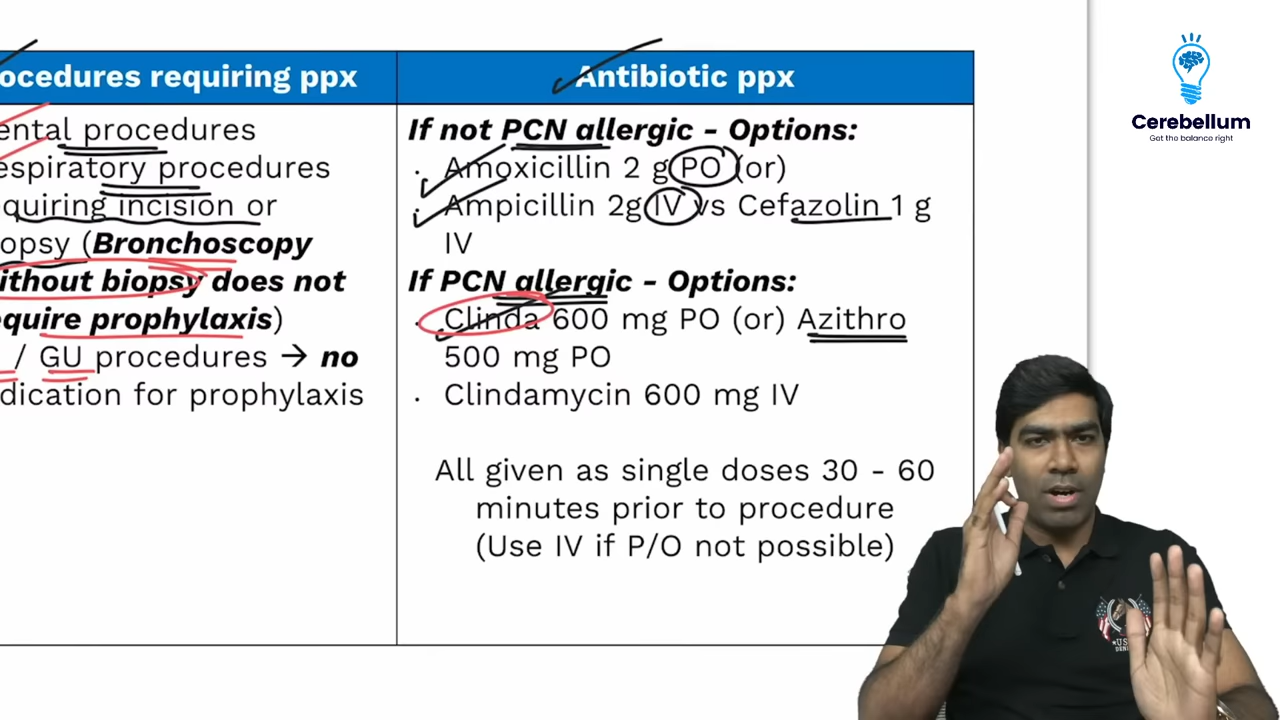 ocedures requiring ppx
ental procedures
espiratory procedures
quiring incision or
opsy (Bronchoscopy
ithout biopsy does not
quire prophylaxis)
/ GU procedures → no
dication for prophylaxis
Antibiotic ppx
If not PCN allergic – Options:
· Amoxicillin 2 g PO (or)
· Ampicillin 2g IV vs Cefazolin 1 g
IV
If PCN allergic – Options:
· Clinda 600 mg PO (or) Azithro
500 mg PO
· Clindamycin 600 mg IV
All given as single doses 30 – 60
minutes prior to procedure
(Use IV if P/O not possible)
Cerebellum
Get the balance right